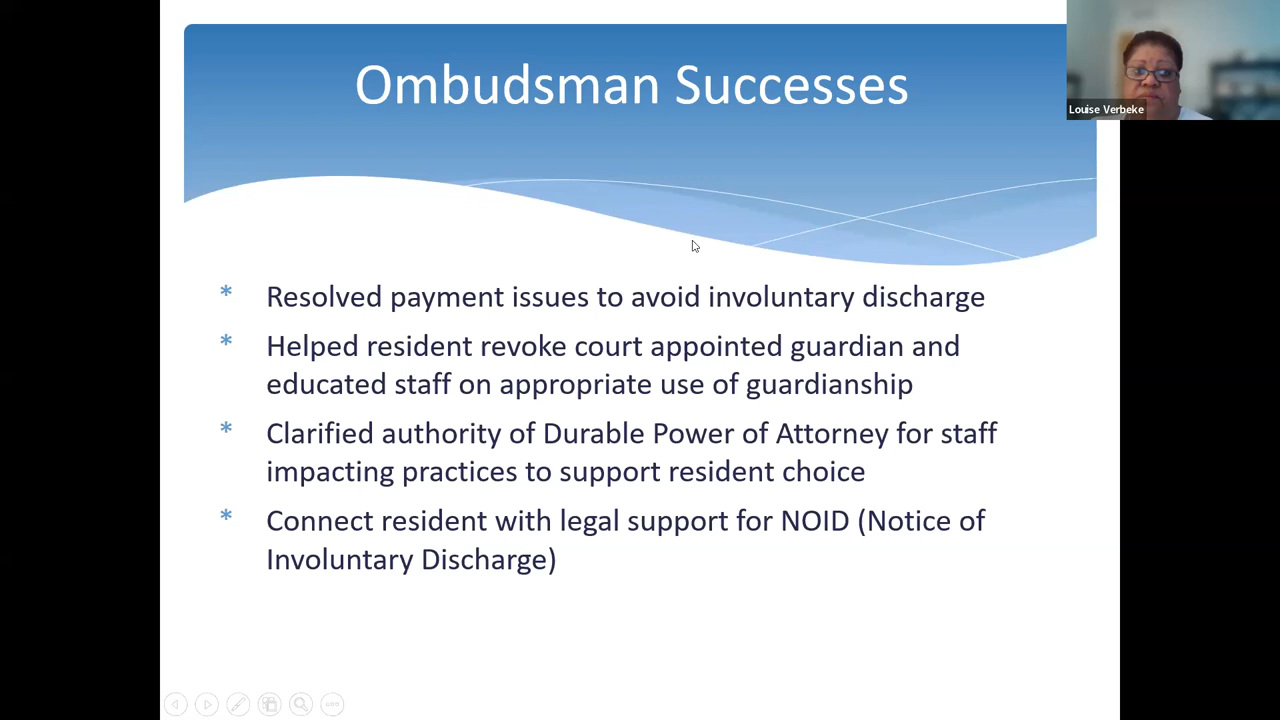 Ombudsman Successes
Louise Verbeke
* Resolved payment issues to avoid involuntary discharge
* Helped resident revoke court appointed guardian and
educated staff on appropriate use of guardianship
* Clarified authority of Durable Power of Attorney for staff
impacting practices to support resident choice
* Connect resident with legal support for NOID (Notice of
Involuntary Discharge)